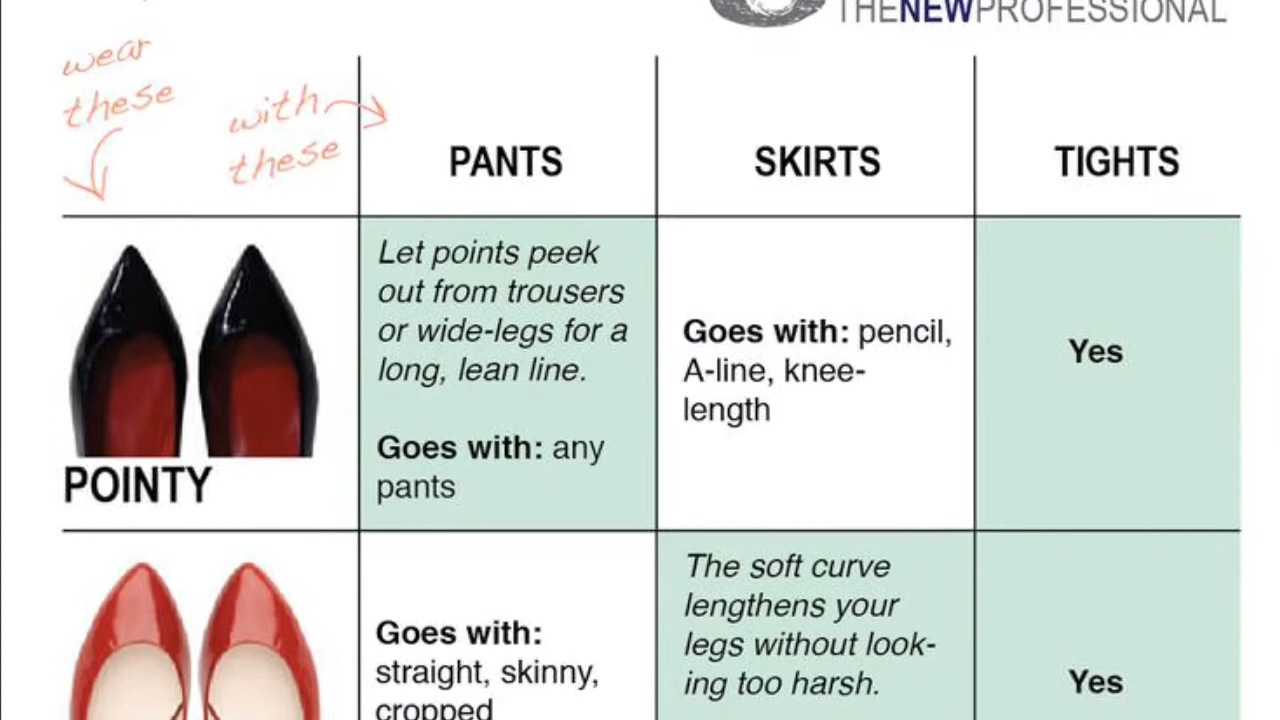 THENEWPROFESSIONAL
wear
these
with
these
PANTS
SKIRTS
TIGHTS
Let points peek
out from trousers
or wide-legs for a
long, lean line.
Goes with: any
pants
Goes with: pencil,
A-line, knee-
length
Yes
POINTY
Goes with:
straight, skinny,
cropped
The soft curve
lengthens your
legs without look-
ing too harsh.
Yes